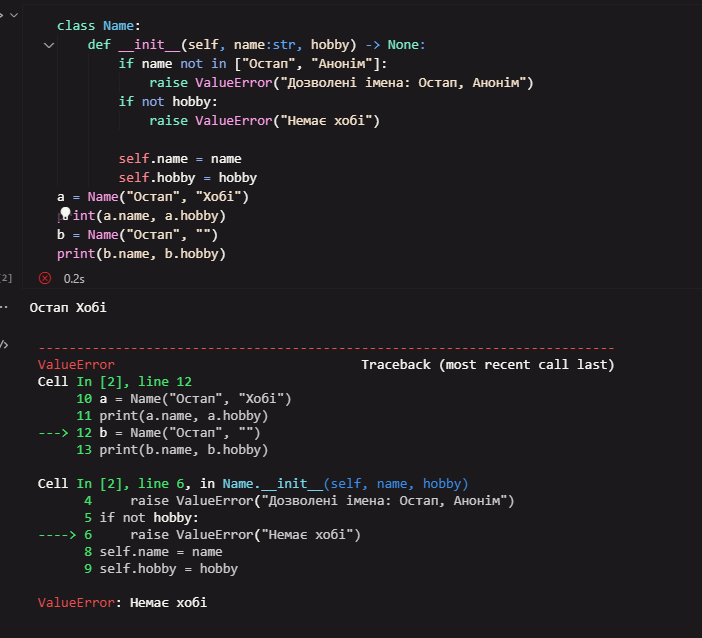 class Name:
def __init__(self, name:str, hobby) -> None:
if name not in ["Остап", "Анонім"]:
raise ValueError("Дозволені імена: Остап, Анонім")
if not hobby:
raise ValueError("Немає хобі")
self.name = name
self.hobby = hobby
a = Name("Остап", "Хобі")
print(a.name, a.hobby)
b = Name("Остап", "")
print(b.name, b.hobby)
[2] 0.2s
Остап Хобі
---------------------------------------------------------------------------
ValueError Traceback (most recent call last)
Cell In [2], line 12
10 a = Name("Остап", "Хобі")
11 print(a.name, a.hobby)
---> 12 b = Name("Остап", "")
13 print(b.name, b.hobby)
Cell In [2], line 6, in Name.__init__(self, name, hobby)
4 raise ValueError("Дозволені імена: Остап, Анонім")
5 if not hobby:
----> 6 raise ValueError("Немає хобі")
8 self.name = name
9 self.hobby = hobby
ValueError: Немає хобі